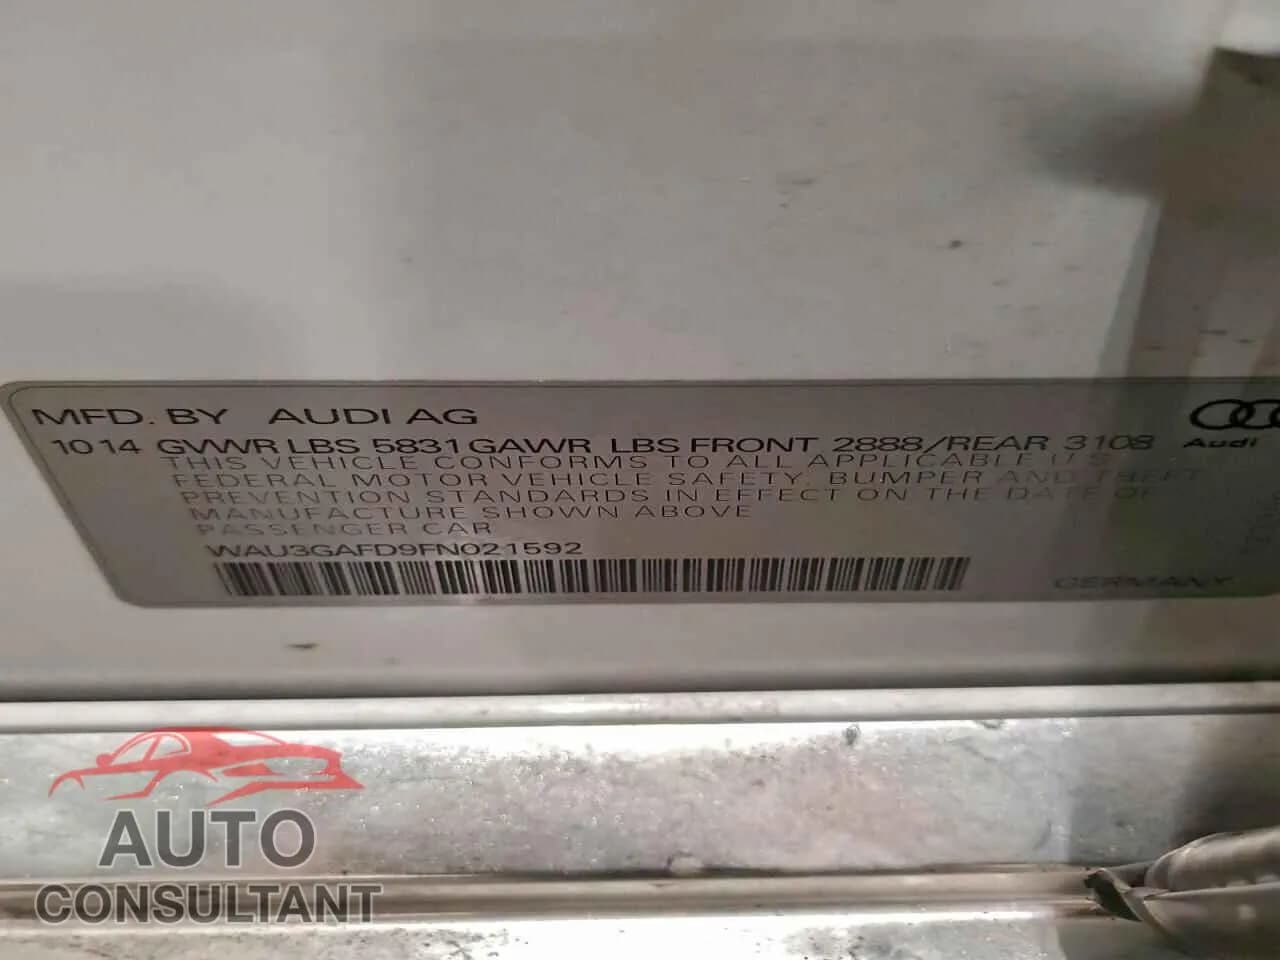 MFD. BY AUDI AG
Audi
10 14 GVWR LBS 5831 GAWR LBS FRONT 2888/REAR 3108
THIS VEHICLE CONFORMS TO ALL APPLICABLE U.S.
FEDERAL MOTOR VEHICLE SAFETY, BUMPER AND THEFT
PREVENTION STANDARDS IN EFFECT ON THE DATE OF
MANUFACTURE SHOWN ABOVE
PASSENGER CAR
WAU3GAFD9FN021592
GERMANY
AUTO
CONSULTANT